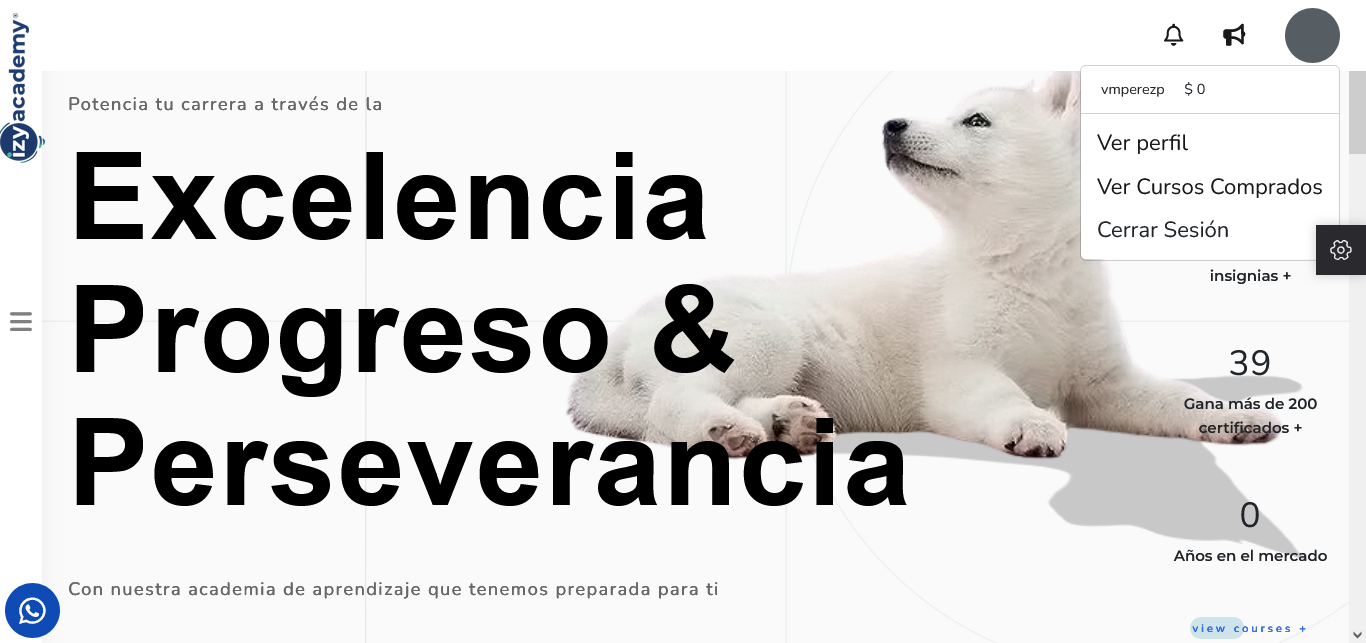 izyacademy
vmperezp $ 0
Ver perfil
Ver Cursos Comprados
Cerrar Sesión
Potencia tu carrera a través de la
Excelencia
Progreso &
Perseverancia
Con nuestra academia de aprendizaje que tenemos preparada para ti
insignias +
39
Gana más de 200
certificados +
0
Años en el mercado
view courses +